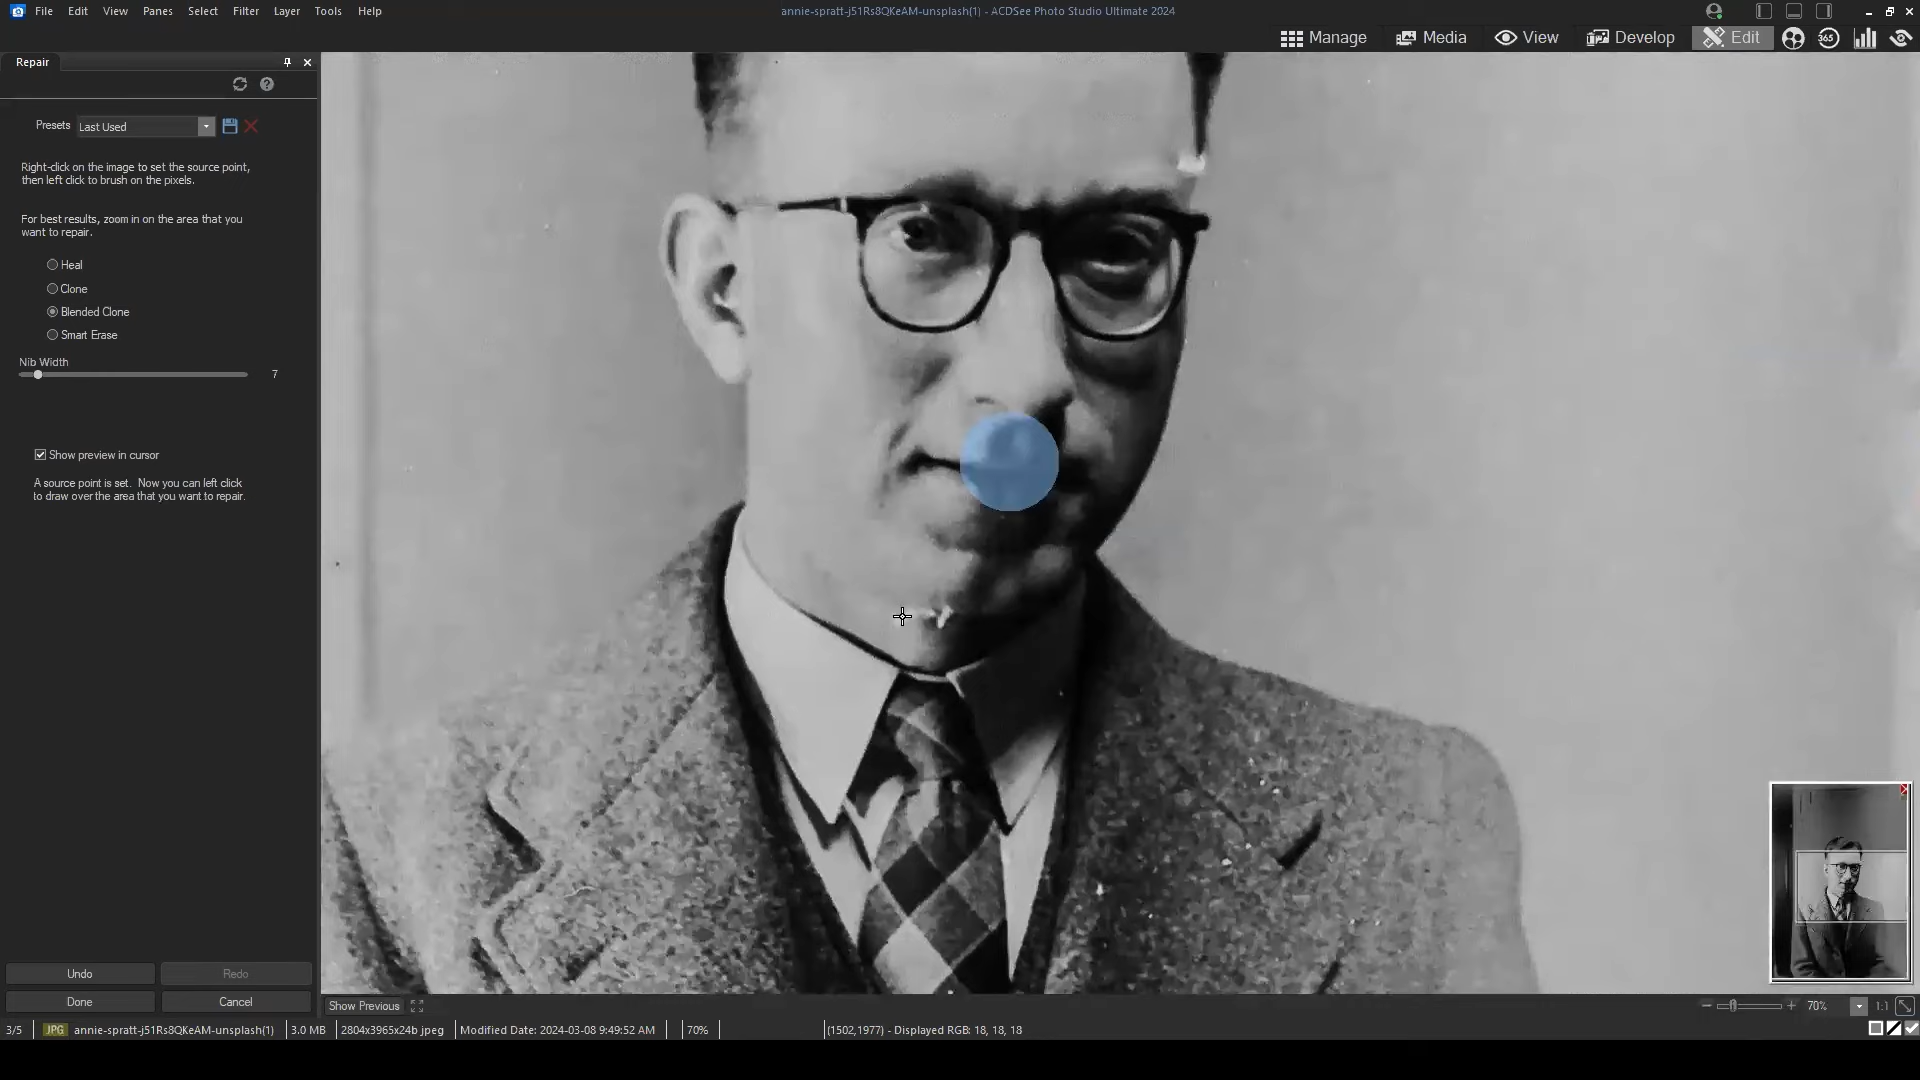 File Edit View Panes Select Filter Image Layer Tools Help
annie-spratt-j51Rs8QKeAM-unsplash(1) - ACDSee Photo Studio Ultimate 2024
Manage Media View Develop Edit 365
Repair
Presets Last Used
Right-click on the image to set the source point,
then left click to brush on the pixels.
For best results, zoom in on the area that you
want to repair.
Heal
Clone
Blended Clone
Smart Erase
Nib Width
7
Show preview in cursor
A source point is set. Now you can left click
to draw over the area that you want to repair.
Undo Redo
Done Cancel
Show Previous
70% 1:1
3/5 JPG annie-spratt-j51Rs8QKeAM-unsplash(1) 3.0 MB 2804x3965x24b jpeg Modified Date: 2024-03-08 9:49:52 AM 70% (1502,1977) - Displayed RGB: 18, 18, 18